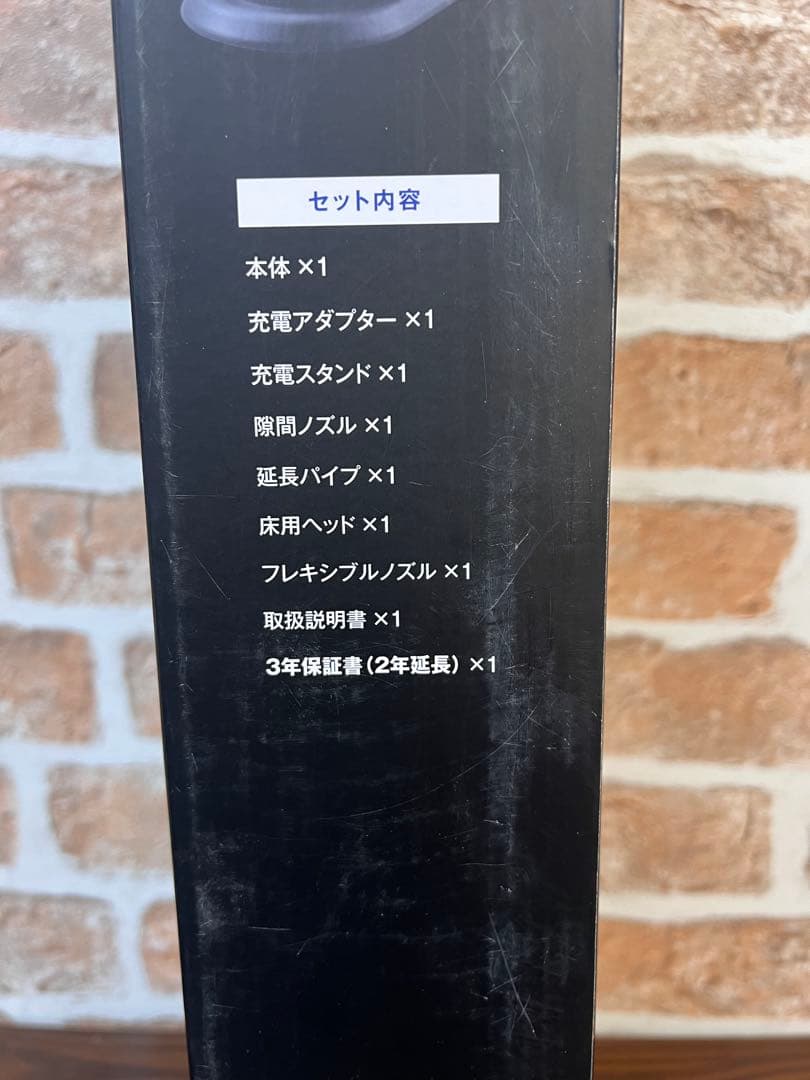 セット内容
本体 ×1
充電アダプター ×1
充電スタンド ×1
隙間ノズル ×1
延長パイプ ×1
床用ヘッド ×1
フレキシブルノズル ×1
取扱説明書 ×1
3年保証書(2年延長) ×1